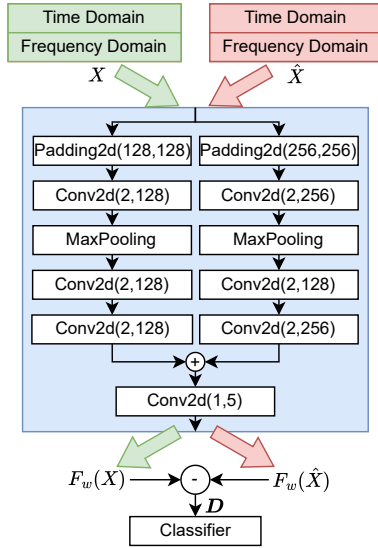 Time Domain
Time Domain
Frequency Domain
Frequency Domain
X
X̂
Padding2d(128,128)
Padding2d(256,256)
Conv2d(2,128)
Conv2d(2,256)
MaxPooling
MaxPooling
Conv2d(2,128)
Conv2d(2,128)
Conv2d(2,128)
Conv2d(2,256)
+
Conv2d(1,5)
F_w(X)
-
F_w(X̂)
D
Classifier